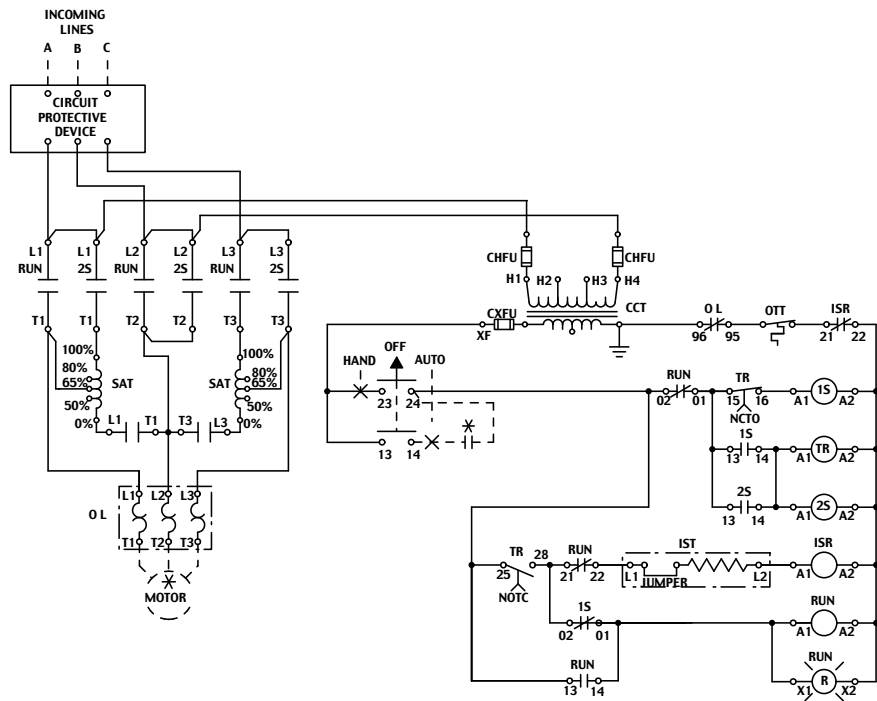 INCOMING
LINES
A B C
CIRCUIT
PROTECTIVE
DEVICE
L1 L1 L2 L2 L3 L3
RUN 2S RUN 2S RUN 2S
T1 T1 T2 T2 T3 T3
100%
80%
65%
50%
0%
SAT
SAT
100%
80%
65%
50%
0%
L1 T1 T3 L3
O L
L1 L2 L3
T1 T2 T3
MOTOR
CHFU CHFU
H1 H2 H3 H4
CCT
CXFU
XF
O L
96 95
OTT
ISR
21 22
HAND
OFF
AUTO
23 24
13 14
RUN
02 01
TR
15 16
NCTO
A1 1S A2
1S
13 14
A1 TR A2
2S
13 14
A1 2S A2
TR
25 28
NOTC
RUN
21 22
IST
L1 JUMPER L2
ISR
A1 A2
1S
02 01
RUN
A1 A2
RUN
13 14
RUN
X1 R X2